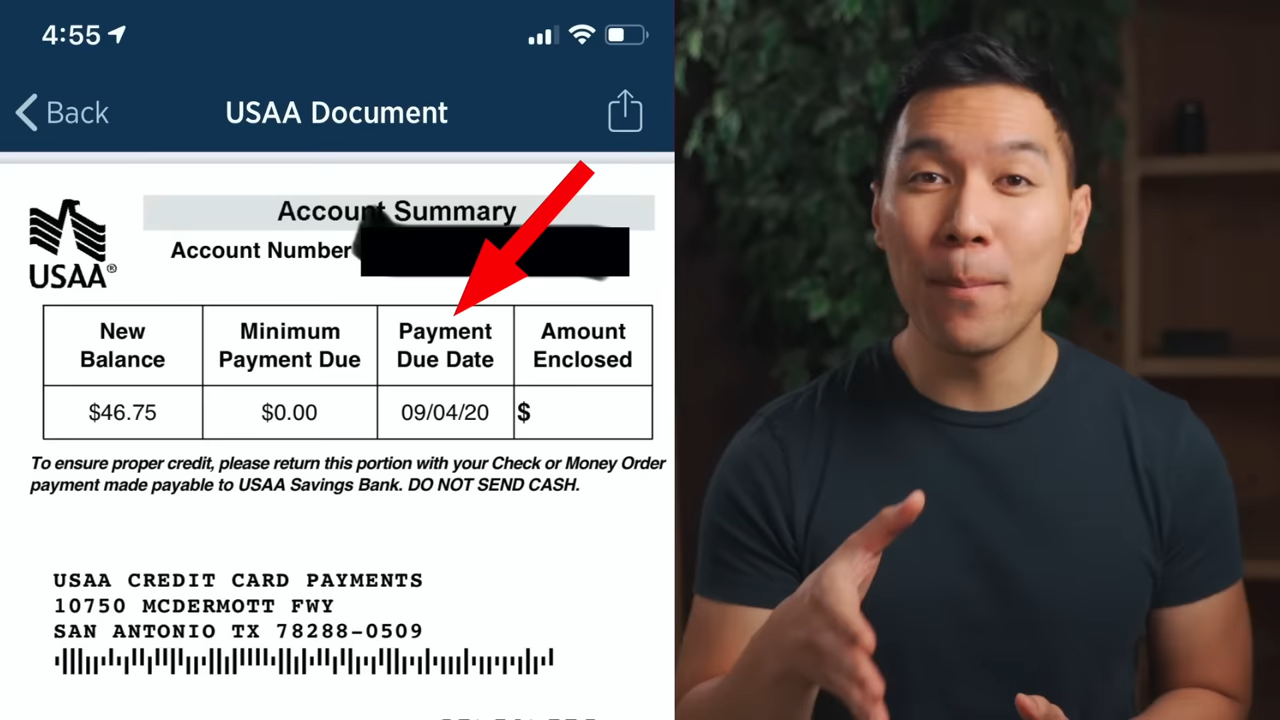 4:55
Back
USAA Document
Account Summary
Account Number
USAA®
New Balance
Minimum Payment Due
Payment Due Date
Amount Enclosed
$46.75
$0.00
09/04/20
$
To ensure proper credit, please return this portion with your Check or Money Order
payment made payable to USAA Savings Bank. DO NOT SEND CASH.
USAA CREDIT CARD PAYMENTS
10750 MCDERMOTT FWY
SAN ANTONIO TX 78288-0509